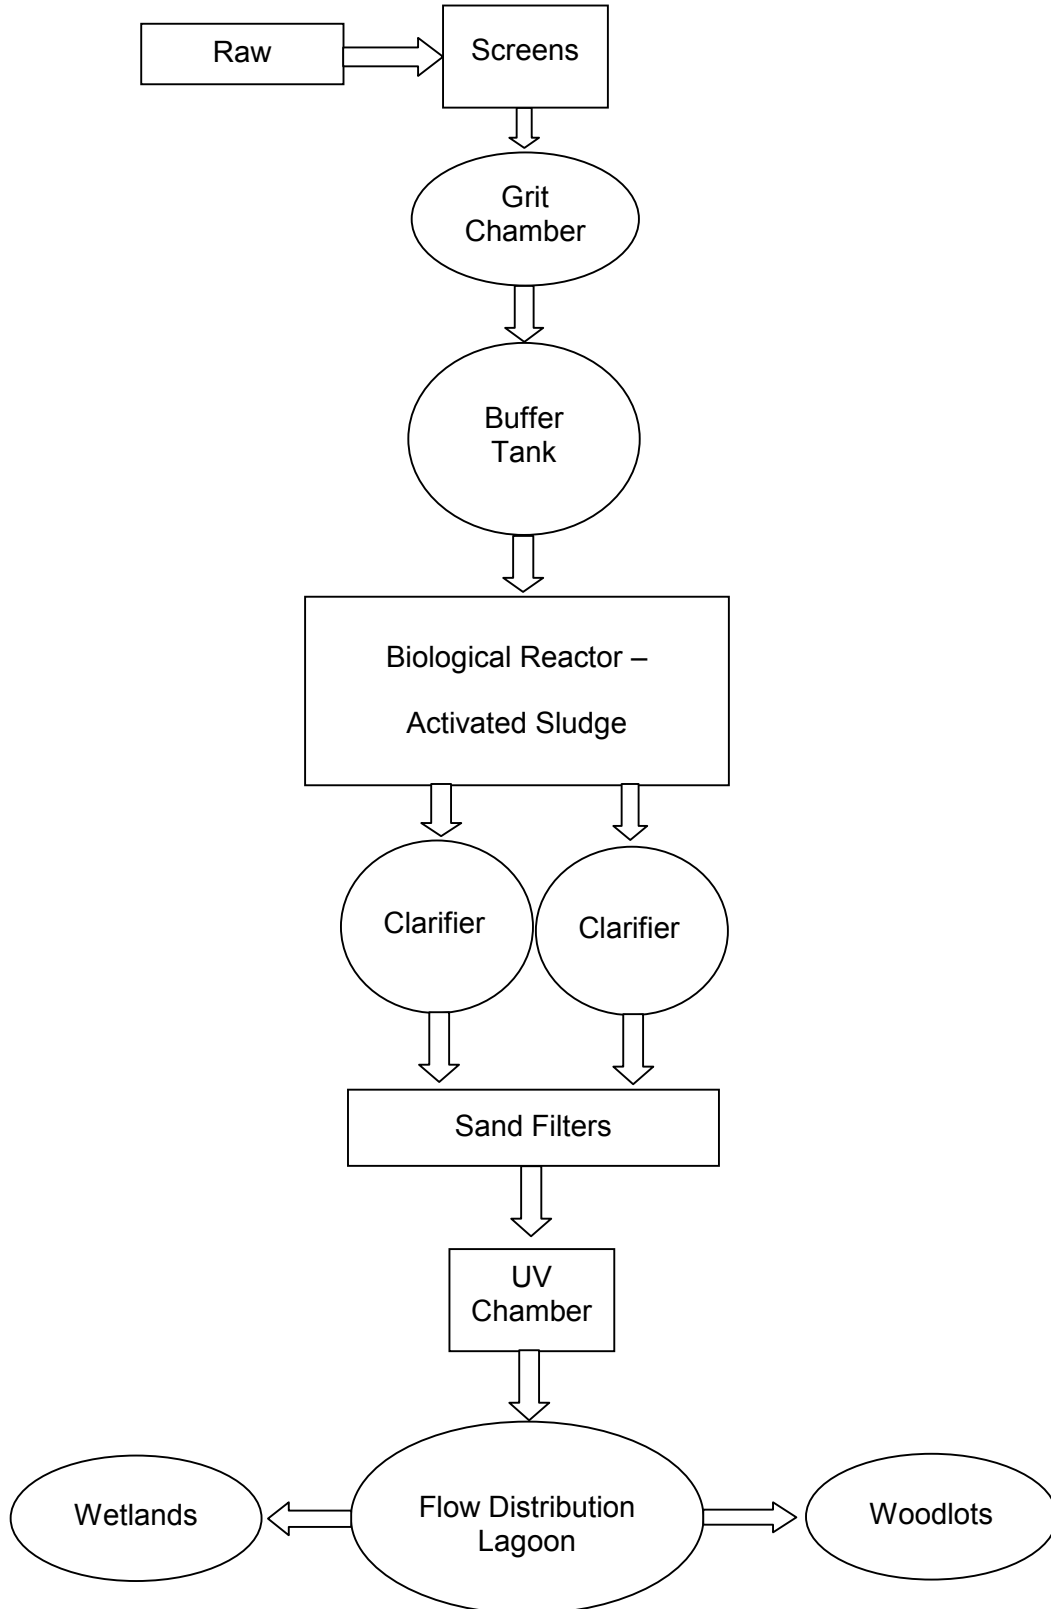 Raw
Screens
Grit
Chamber
Buffer
Tank
Biological Reactor –
Activated Sludge
Clarifier
Clarifier
Sand Filters
UV
Chamber
Wetlands
Flow Distribution
Lagoon
Woodlots